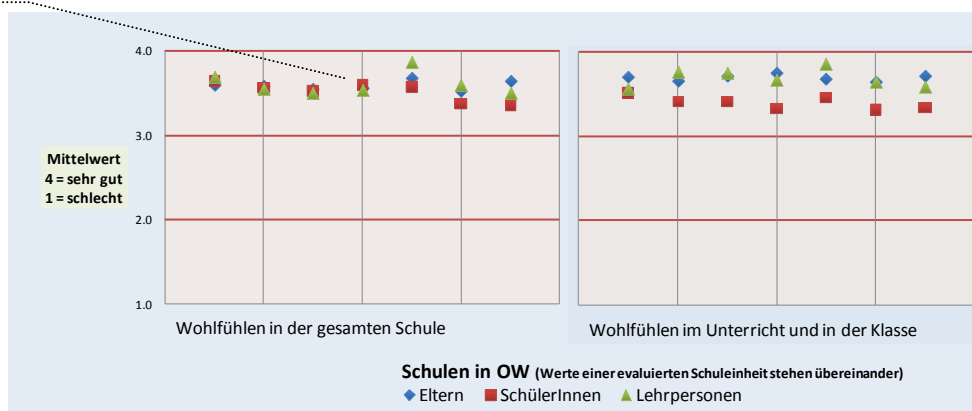 4.0
3.0
2.0
1.0
Mittelwert
4 = sehr gut
1 = schlecht
Wohlfühlen in der gesamten Schule
Wohlfühlen im Unterricht und in der Klasse
Schulen in OW (Werte einer evaluierten Schuleinheit stehen übereinander)
Eltern SchülerInnen Lehrpersonen